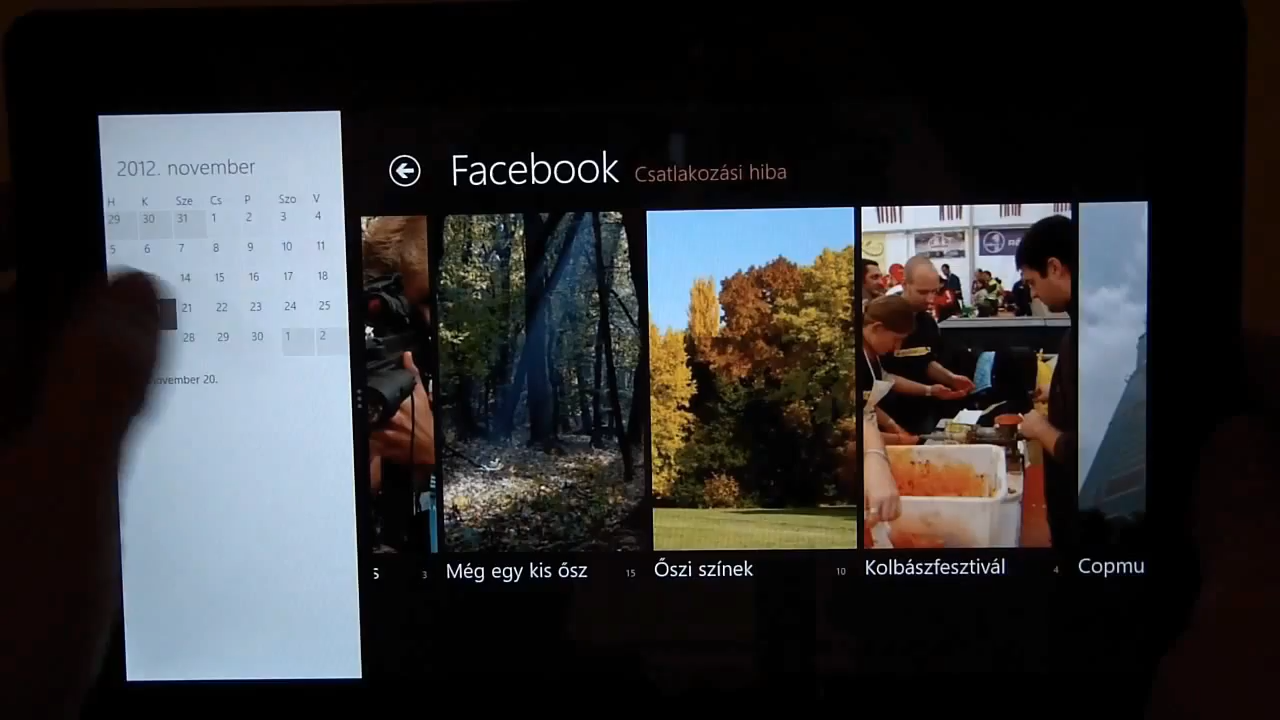 2012. november
H K Sze Cs P Szo V
29 30 31 1 2 3 4
5 6 7 8 9 10 11
14 15 16 17 18
21 22 23 24 25
28 29 30 1 2
november 20.
Facebook Csatlakozási hiba
s 3
Még egy kis ősz 15
Őszi színek 10
Kolbászfesztivál 4
Copmu